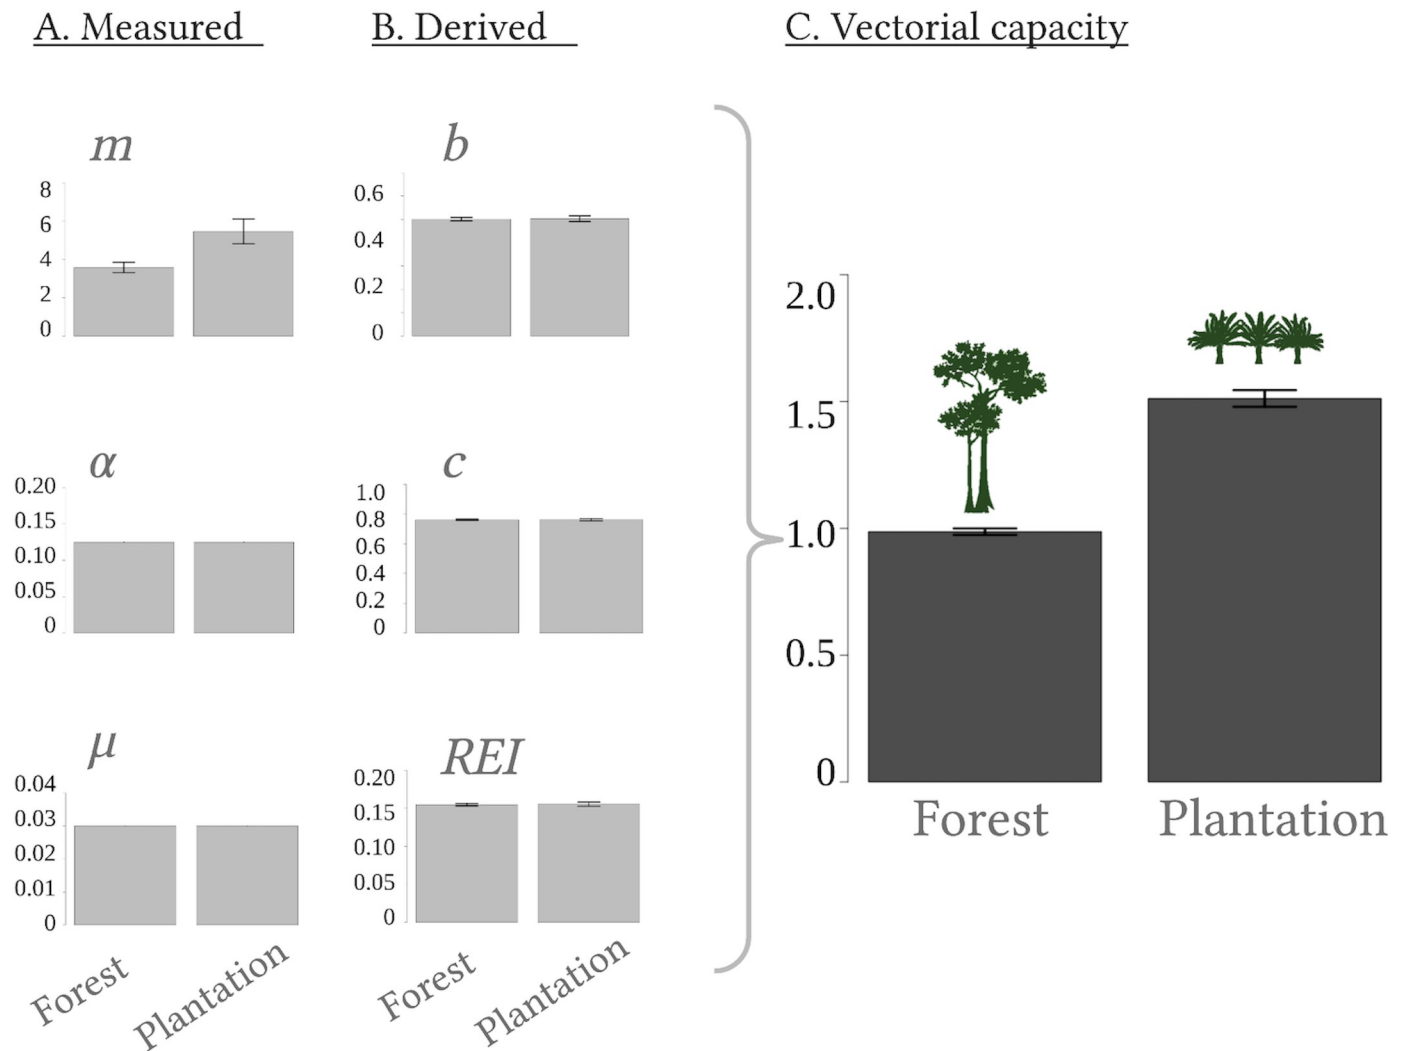 A. Measured
B. Derived
C. Vectorial capacity
m
8
6
4
2
0
b
0.6
0.4
0.2
0
α
0.20
0.15
0.10
0.05
0
c
1.0
0.8
0.6
0.4
0.2
0
μ
0.04
0.03
0.02
0.01
0
Forest
Plantation
REI
0.20
0.15
0.10
0.05
0
Forest
Plantation
2.0
1.5
1.0
0.5
0
Forest
Plantation